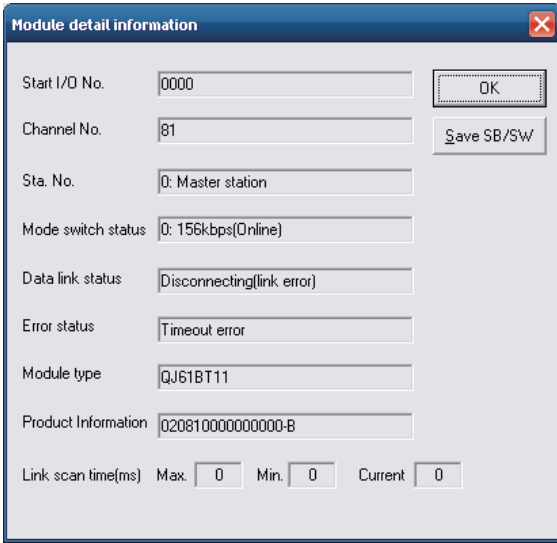 Module detail information
Start I/O No. 0000 OK
Channel No. 81 Save SB/SW
Sta. No. 0: Master station
Mode switch status 0: 156kbps(Online)
Data link status Disconnecting(link error)
Error status Timeout error
Module type QJ61BT11
Product Information 020810000000000-B
Link scan time(ms) Max. 0 Min. 0 Current 0